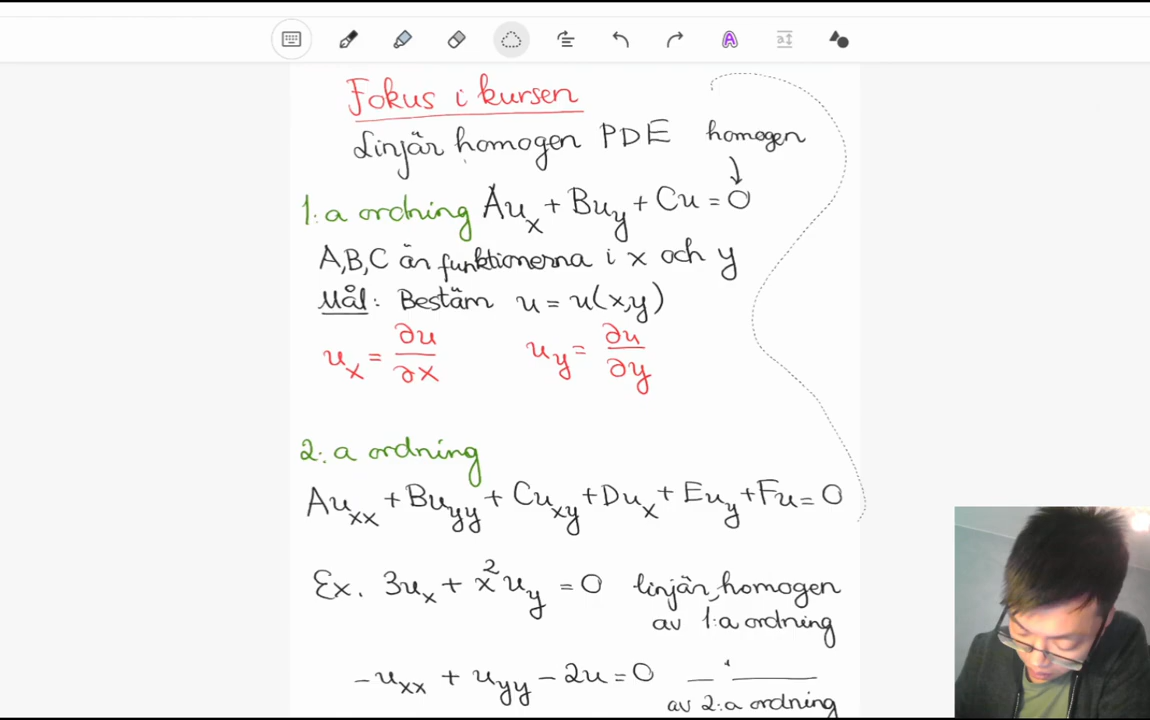 Fokus i kursen
Linjär homogen PDE homogen
↓
1:a ordning Au_x + Bu_y + Cu = 0
A,B,C är funktionerna i x och y
Mål: Bestäm u = u(x,y)
u_x = ∂u/∂x u_y = ∂u/∂y
2:a ordning
Au_xx + Bu_yy + Cu_xy + Du_x + Eu_y + Fu = 0
Ex. 3u_x + x²u_y = 0 linjär, homogen
av 1:a ordning
-u_xx + u_yy - 2u = 0 — " —
av 2:a ordning